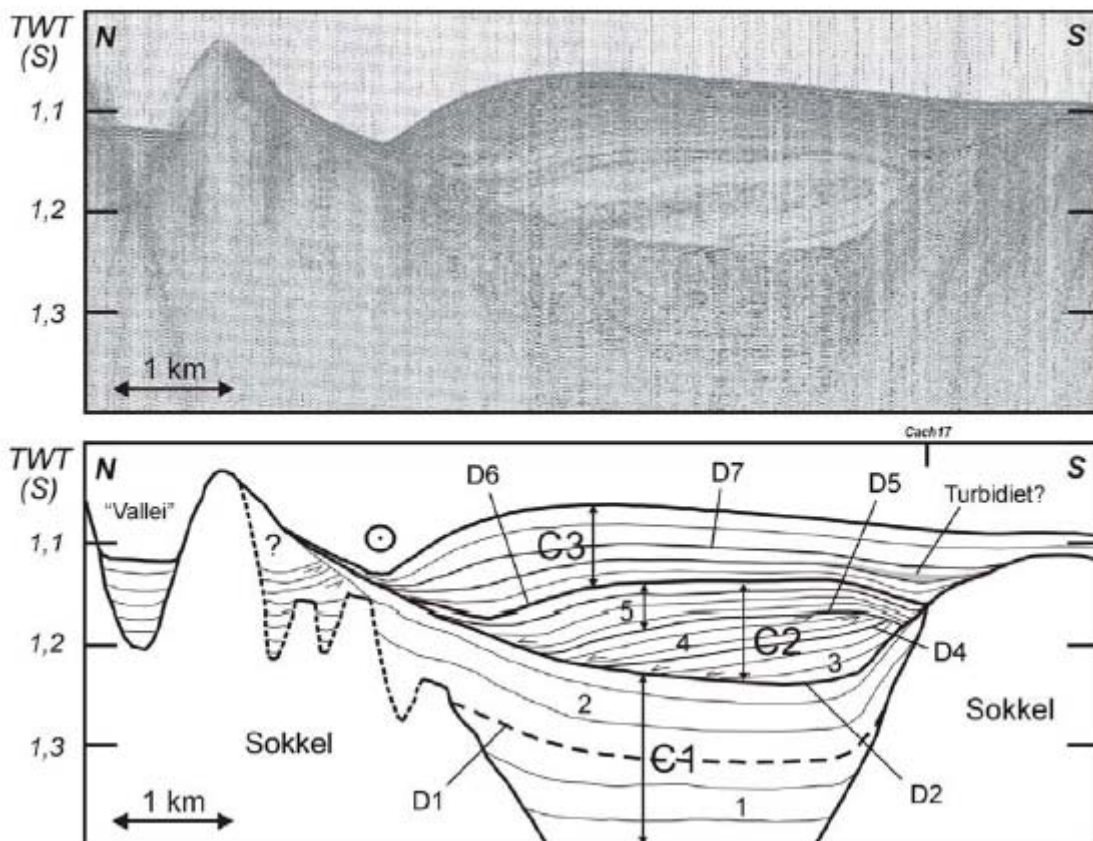 TWT N S
(S)
1,1
1,2
1,3
1 km
Cach17
TWT N S
(S)
D6 D7 D5 Turbidiet?
"Vallei"
1,1
?
C3
5
1,2
4 C2 3 D4
2
Sokkel Sokkel
1,3
C1
D1 1 D2
1 km